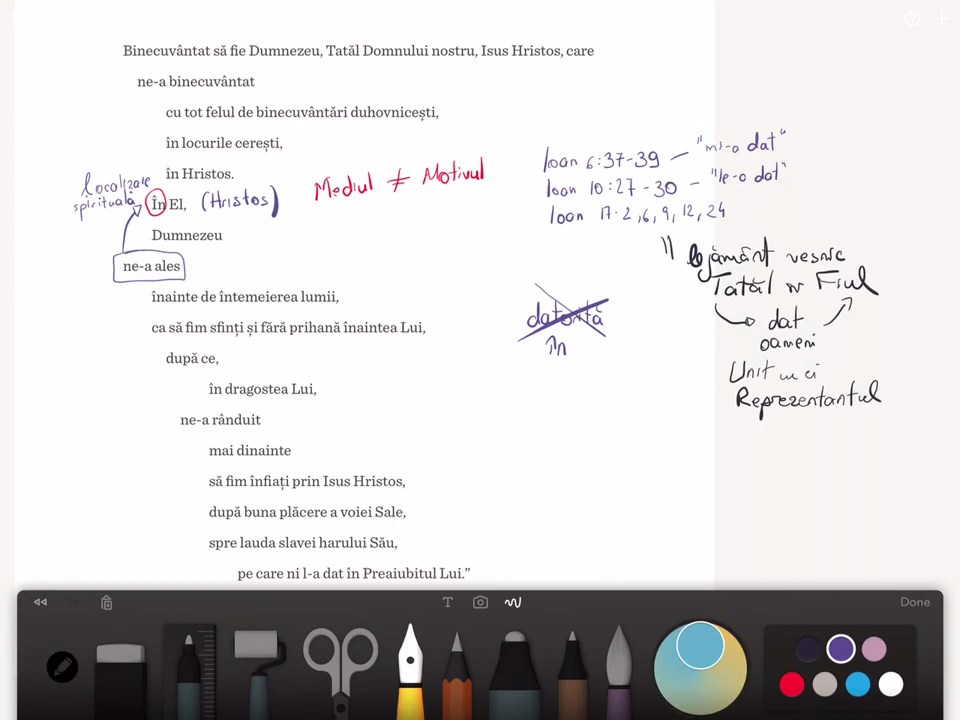 Binecuvântat să fie Dumnezeu, Tatăl Domnului nostru, Isus Hristos, care
ne-a binecuvântat
cu tot felul de binecuvântări duhovnicești,
în locurile cerești,
în Hristos.
localizare
spirituală
În El, (Hristos)
Mediul ≠ Motivul
Dumnezeu
ne-a ales
înainte de întemeierea lumii,
ca să fim sfinți și fără prihană înaintea Lui,
după ce,
în dragostea Lui,
ne-a rânduit
mai dinainte
să fim înfiați prin Isus Hristos,
după buna plăcere a voiei Sale,
spre lauda slavei harului Său,
pe care ni l-a dat în Preaiubitul Lui.”
Ioan 6:37-39 – "mi-a dat"
Ioan 10:27-30 – "le-a dat"
Ioan 17:2,6,9,12,24
legământ veșnic
Tatăl Fiul
dat
oameni
Unit
Reprezentantul
datorită
în
T
Done